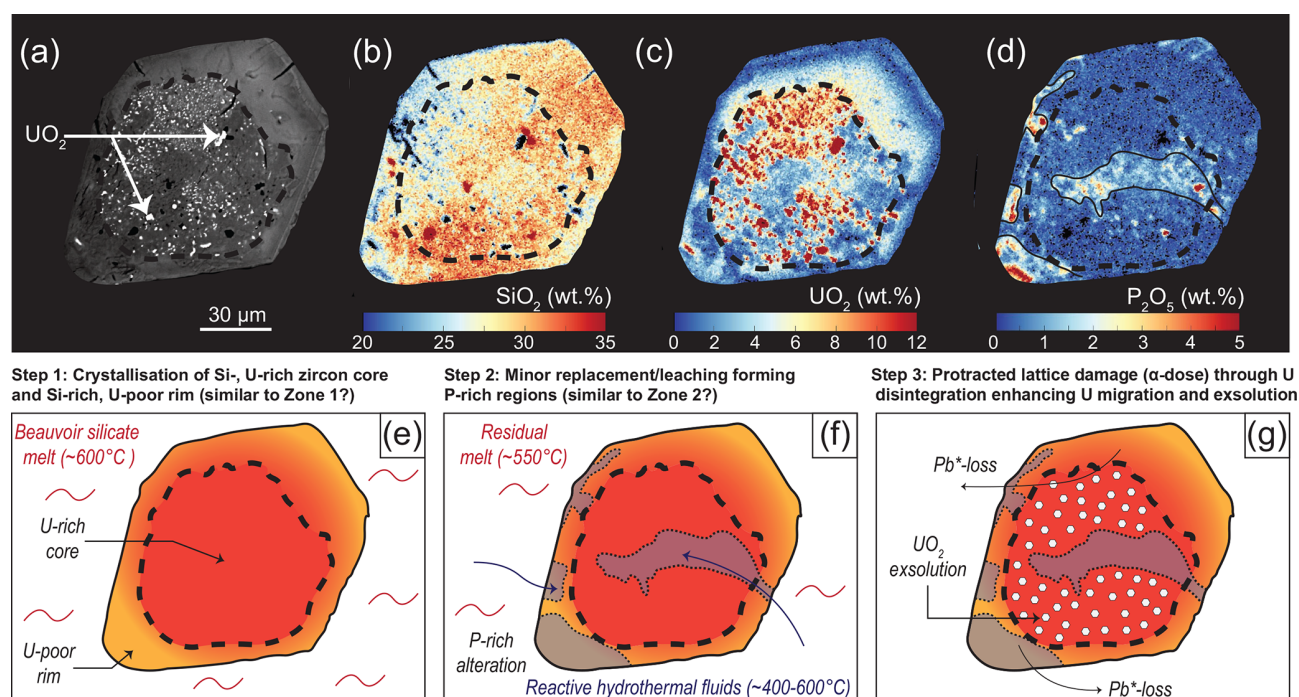 (a)
UO2
30 µm
(b)
SiO2 (wt.%)
20 25 30 35
(c)
UO2 (wt.%)
0 2 4 6 8 10 12
(d)
P2O5 (wt.%)
0 1 2 3 4 5
Step 1: Crystallisation of Si-, U-rich zircon core
and Si-rich, U-poor rim (similar to Zone 1?)
(e)
Beauvoir silicate
melt (~600°C )
U-rich
core
U-poor
rim
Step 2: Minor replacement/leaching forming
P-rich regions (similar to Zone 2?)
(f)
Residual
melt (~550°C)
P-rich
alteration
Reactive hydrothermal fluids (~400-600°C)
Step 3: Protracted lattice damage (α-dose) through U
disintegration enhancing U migration and exsolution
(g)
Pb*-loss
UO2
exsolution
Pb*-loss